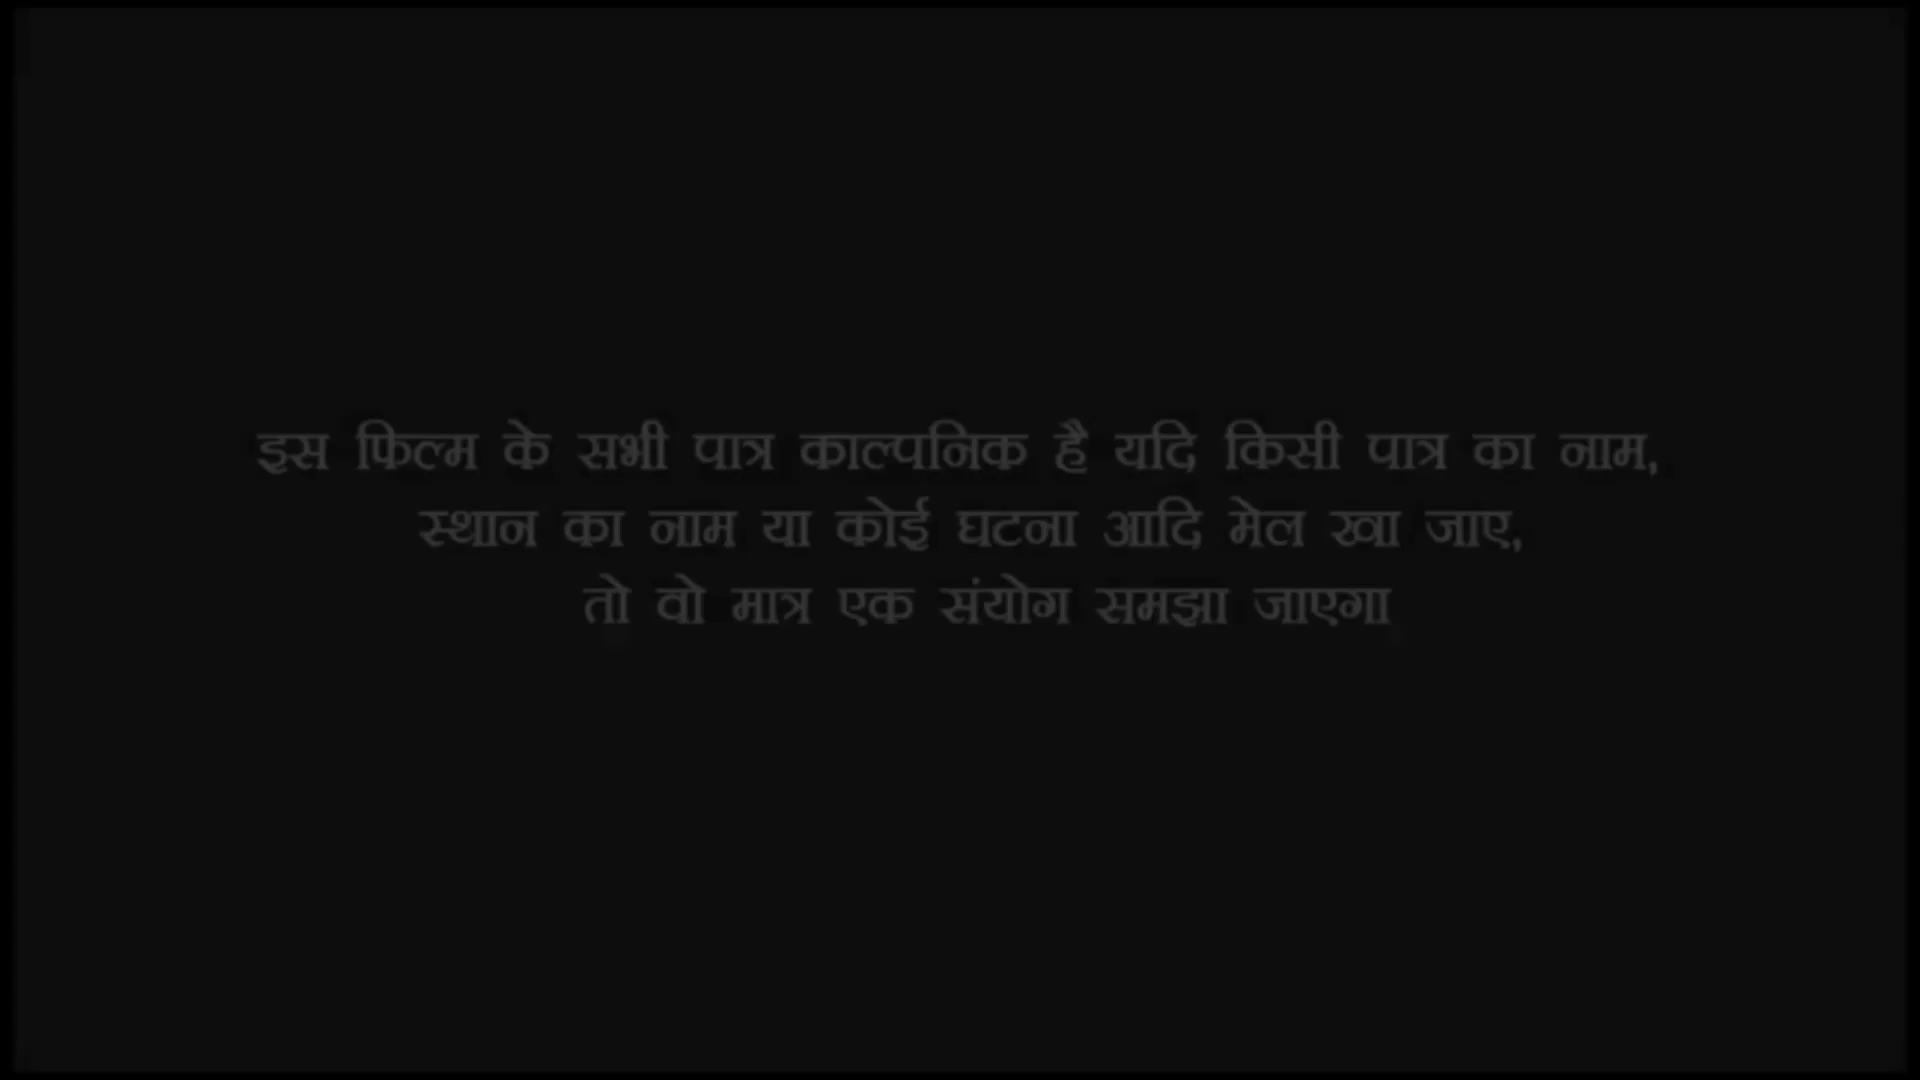 इस फिल्म के सभी पात्र काल्पनिक है यदि किसी पात्र का नाम,
स्थान का नाम या कोई घटना आदि मेल खा जाए,
तो वो मात्र एक संयोग समझा जाएगा